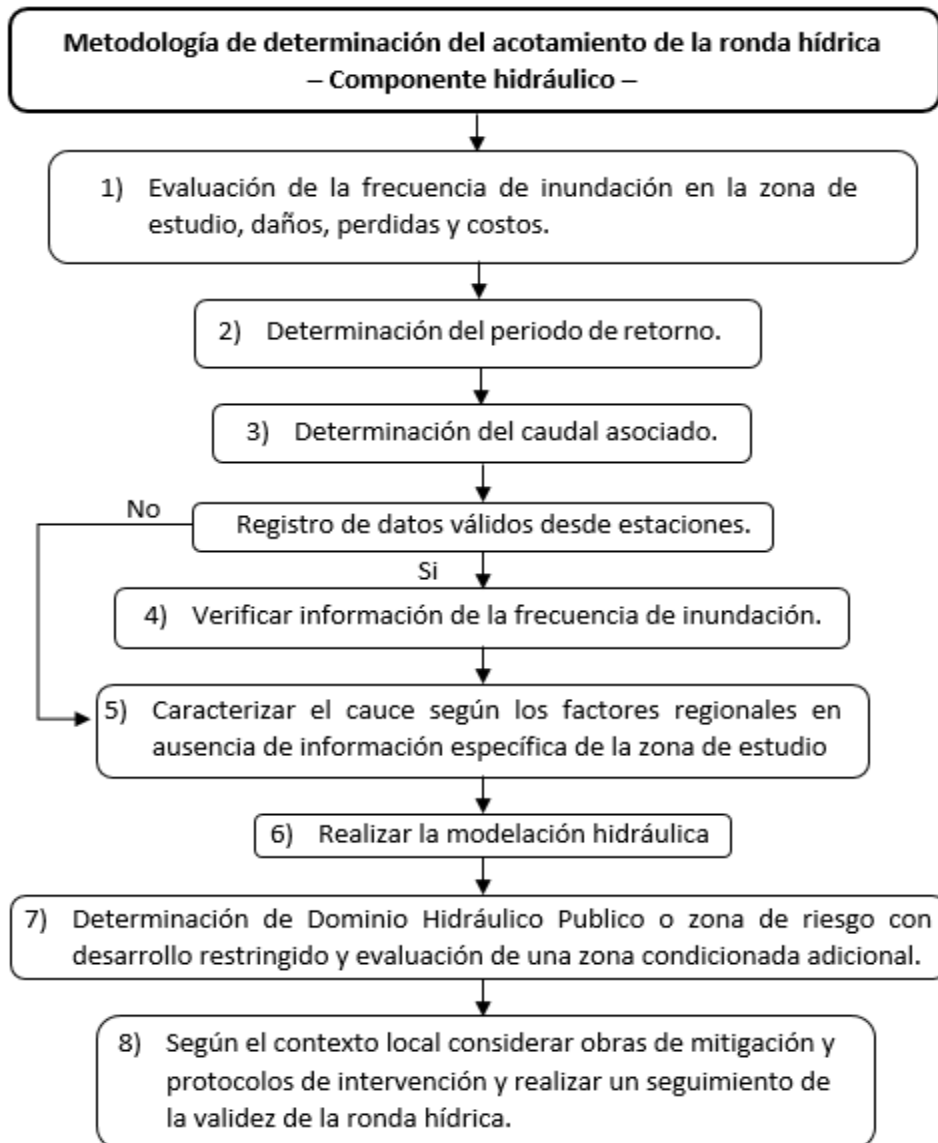 Metodología de determinación del acotamiento de la ronda hídrica
– Componente hidráulico –
1) Evaluación de la frecuencia de inundación en la zona de
estudio, daños, perdidas y costos.
2) Determinación del periodo de retorno.
3) Determinación del caudal asociado.
No
Registro de datos válidos desde estaciones.
Si
4) Verificar información de la frecuencia de inundación.
5) Caracterizar el cauce según los factores regionales en
ausencia de información específica de la zona de estudio
6) Realizar la modelación hidráulica
7) Determinación de Dominio Hidráulico Publico o zona de riesgo con
desarrollo restringido y evaluación de una zona condicionada adicional.
8) Según el contexto local considerar obras de mitigación y
protocolos de intervención y realizar un seguimiento de
la validez de la ronda hídrica.